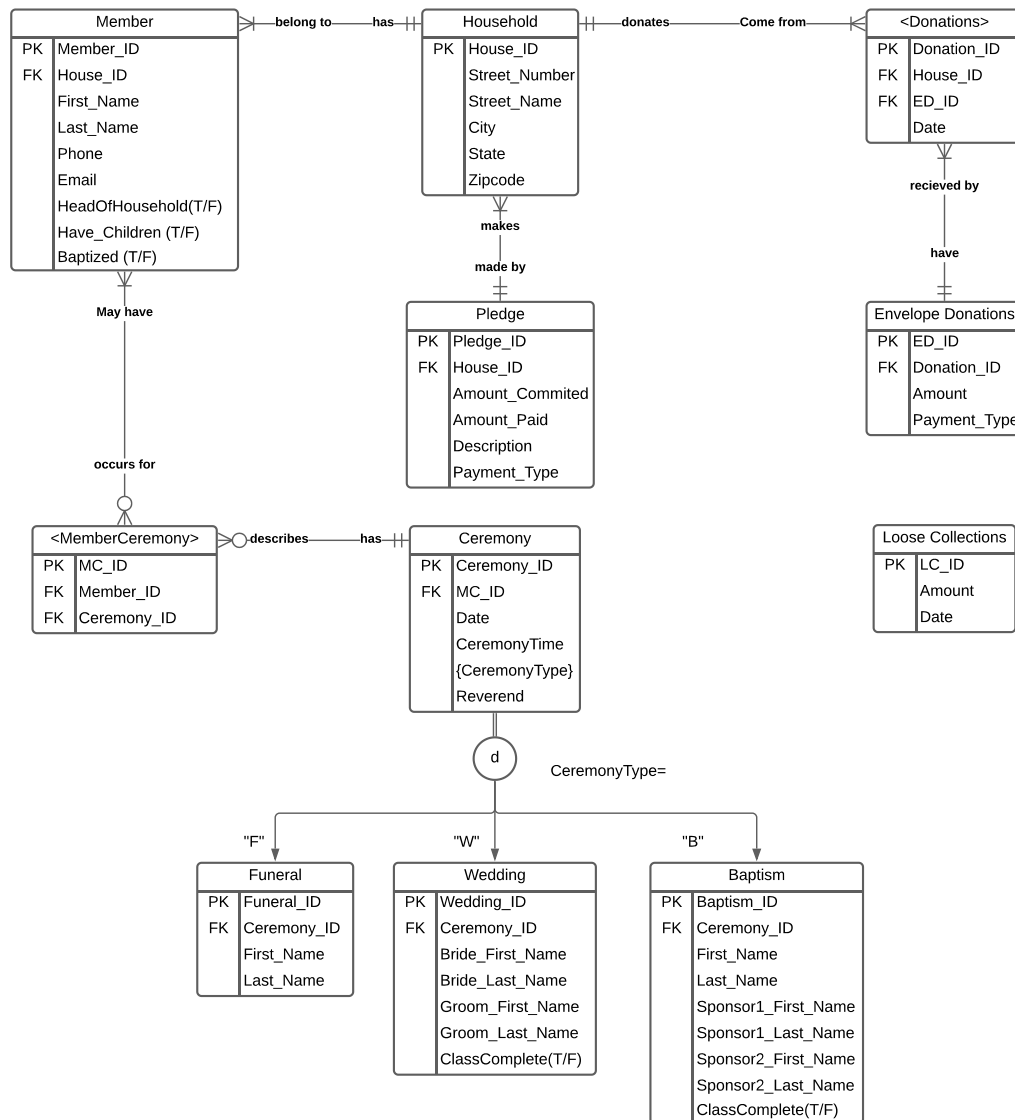 Member
PK Member_ID
FK House_ID
First_Name
Last_Name
Phone
Email
HeadOfHousehold(T/F)
Have_Children (T/F)
Baptized (T/F)
belong to
has
Household
PK House_ID
Street_Number
Street_Name
City
State
Zipcode
donates
Come from
<Donations>
PK Donation_ID
FK House_ID
FK ED_ID
Date
makes
made by
recieved by
have
May have
occurs for
Pledge
PK Pledge_ID
FK House_ID
Amount_Commited
Amount_Paid
Description
Payment_Type
Envelope Donations
PK ED_ID
FK Donation_ID
Amount
Payment_Type
<MemberCeremony>
PK MC_ID
FK Member_ID
FK Ceremony_ID
describes
has
Ceremony
PK Ceremony_ID
FK MC_ID
Date
CeremonyTime
{CeremonyType}
Reverend
Loose Collections
PK LC_ID
Amount
Date
d
CeremonyType=
"F"
"W"
"B"
Funeral
PK Funeral_ID
FK Ceremony_ID
First_Name
Last_Name
Wedding
PK Wedding_ID
FK Ceremony_ID
Bride_First_Name
Bride_Last_Name
Groom_First_Name
Groom_Last_Name
ClassComplete(T/F)
Baptism
PK Baptism_ID
FK Ceremony_ID
First_Name
Last_Name
Sponsor1_First_Name
Sponsor1_Last_Name
Sponsor2_First_Name
Sponsor2_Last_Name
ClassComplete(T/F)